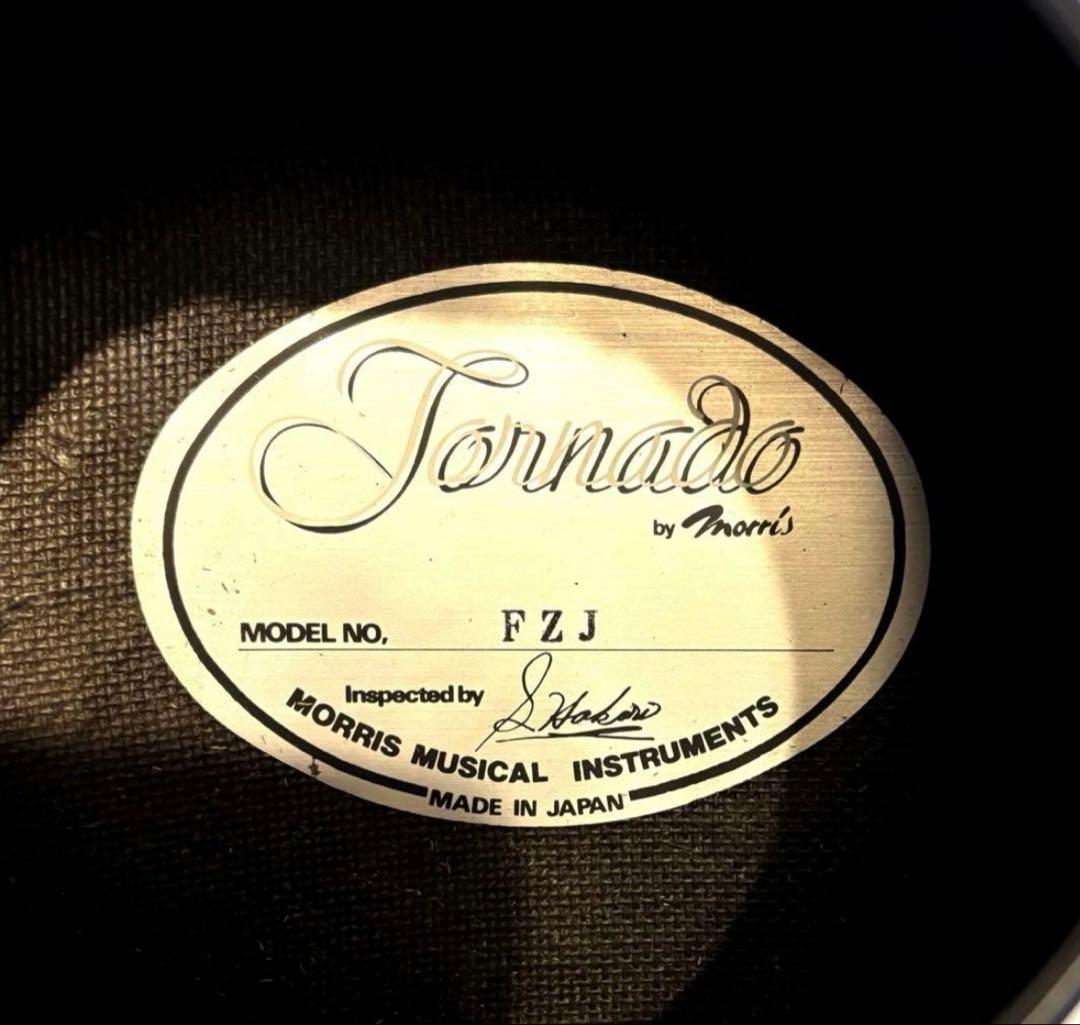 Tornado
by Morris
MODEL NO, FZJ
Inspected by
MORRIS MUSICAL INSTRUMENTS
MADE IN JAPAN